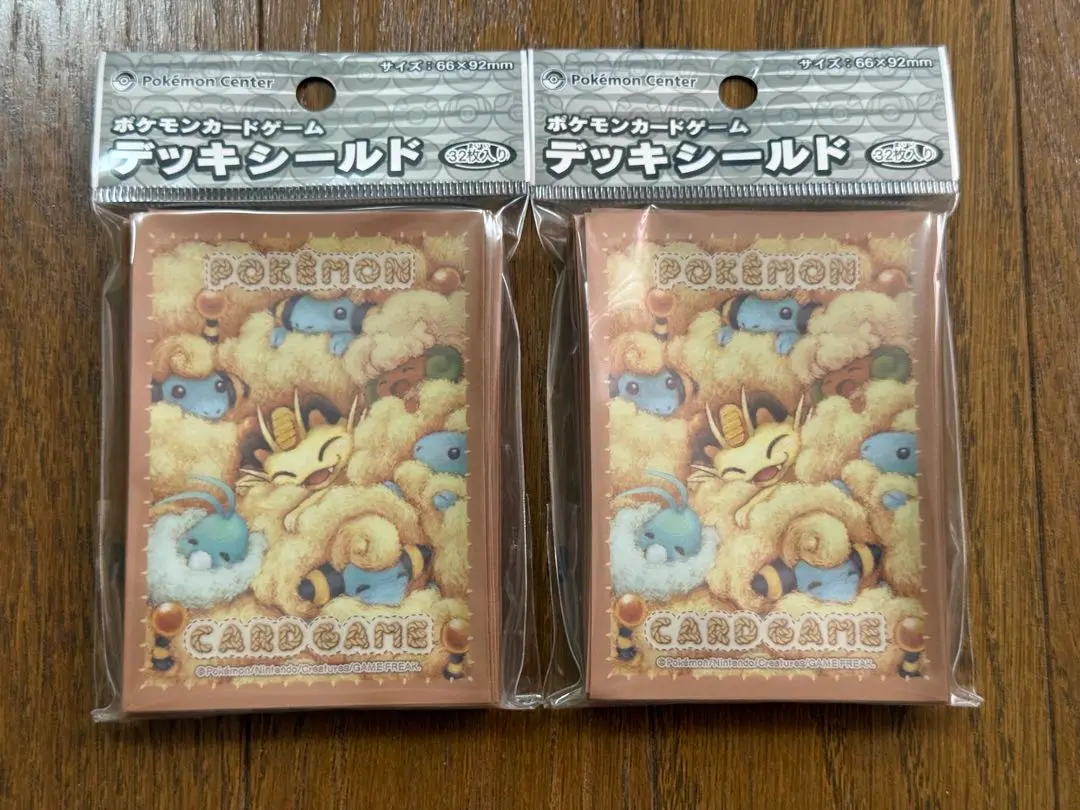 Pokémon Center
サイズ：66×92mm
ポケモンカードゲーム
デッキシールド
32枚入り
POKÉMON
CARD GAME
©Pokémon/Nintendo/Creatures/GAME FREAK.
Pokémon Center
サイズ：66×92mm
ポケモンカードゲーム
デッキシールド
32枚入り
POKÉMON
CARD GAME
©Pokémon/Nintendo/Creatures/GAME FREAK.